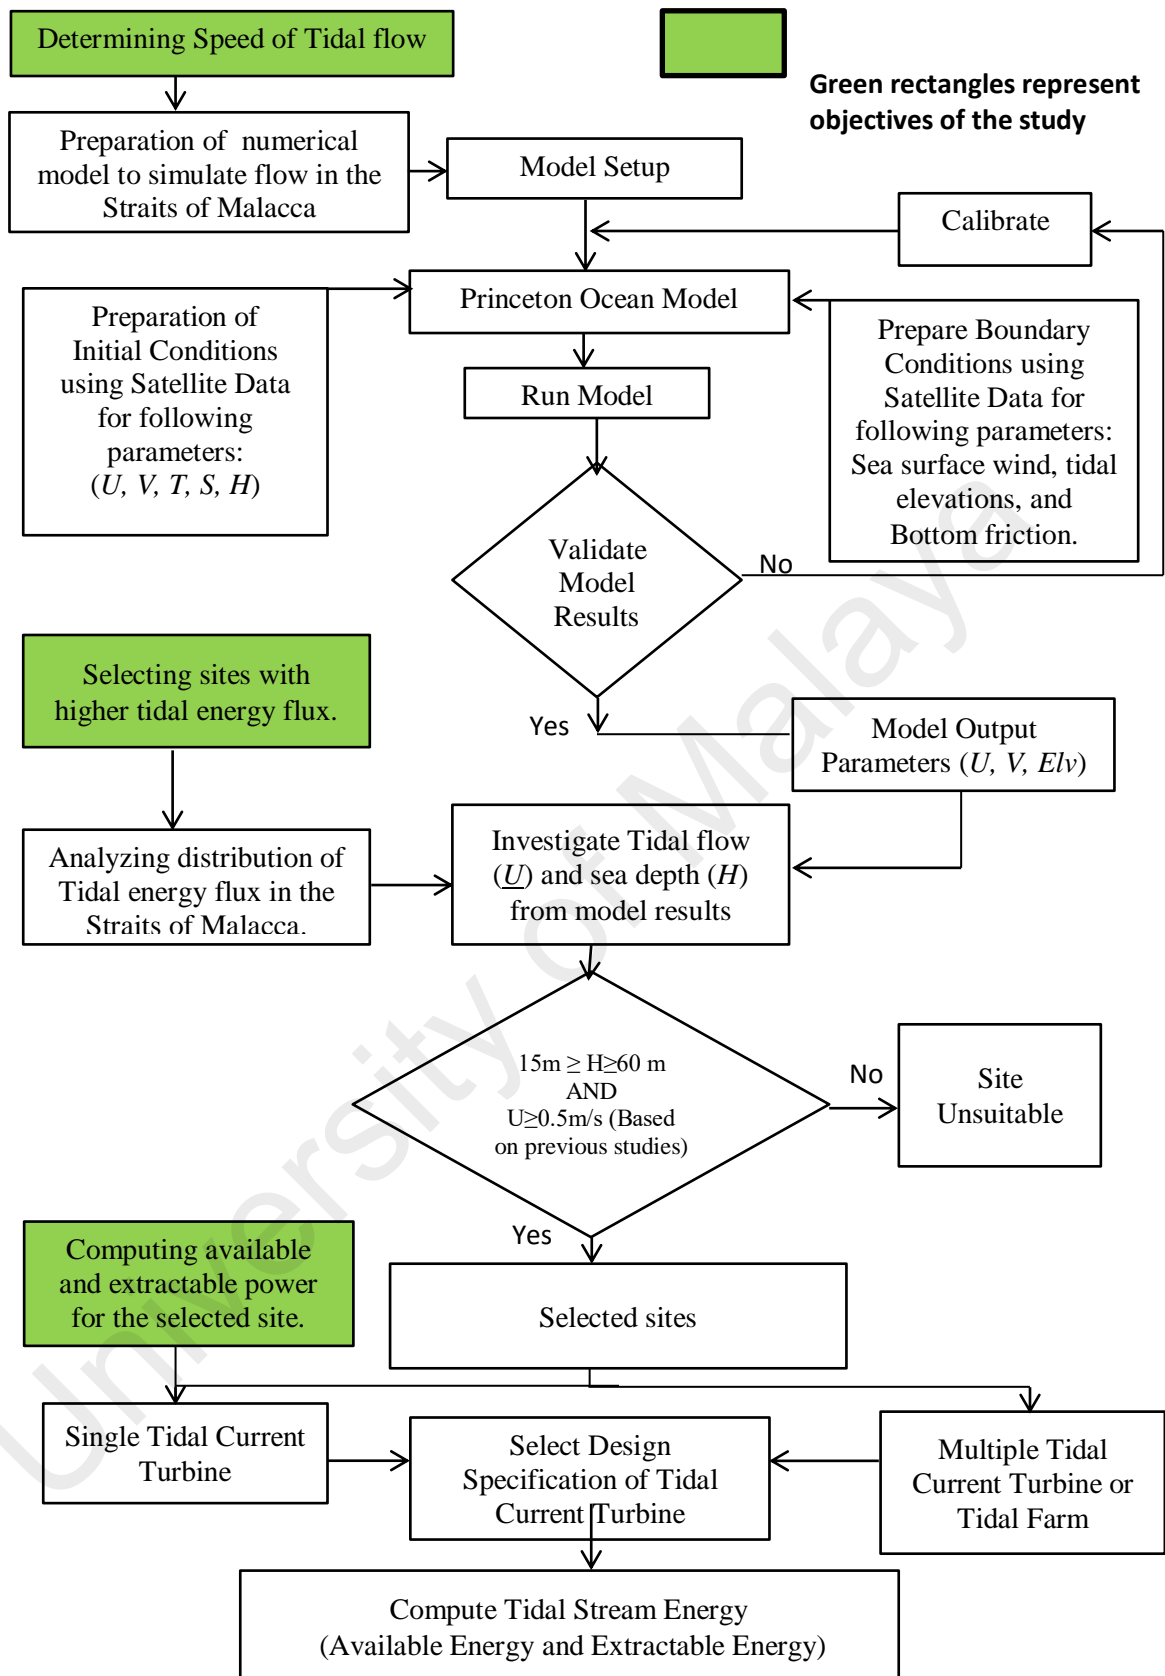 Determining Speed of Tidal flow
Green rectangles represent
objectives of the study
Preparation of numerical
model to simulate flow in the
Straits of Malacca
Model Setup
Calibrate
Princeton Ocean Model
Preparation of
Initial Conditions
using Satellite Data
for following
parameters:
(U, V, T, S, H)
Prepare Boundary
Conditions using
Satellite Data for
following parameters:
Sea surface wind, tidal
elevations, and
Bottom friction.
Run Model
Validate
Model
Results
No
Yes
Selecting sites with
higher tidal energy flux.
Model Output
Parameters (U, V, Elv)
Analyzing distribution of
Tidal energy flux in the
Straits of Malacca.
Investigate Tidal flow
(U) and sea depth (H)
from model results
15m ≥ H≥60 m
AND
U≥0.5m/s (Based
on previous studies)
No
Site
Unsuitable
Yes
Computing available
and extractable power
for the selected site.
Selected sites
Single Tidal Current
Turbine
Select Design
Specification of Tidal
Current Turbine
Multiple Tidal
Current Turbine or
Tidal Farm
Compute Tidal Stream Energy
(Available Energy and Extractable Energy)
University of Malaya